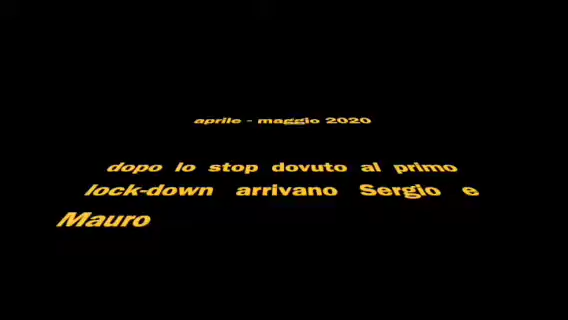 aprile - maggio 2020
dopo lo stop dovuto al primo
lock-down arrivano Sergio e
Mauro